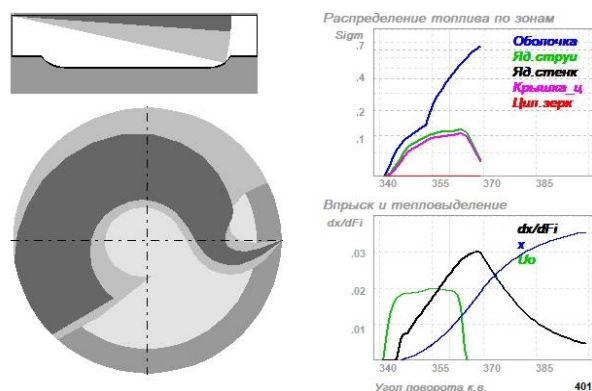 Распределение топлива по зонам
Sigm
Оболочка
.7
Яд.струи
Яд.стенк
.4
Крышка_ц
Цил.зерк
.2
.1
340 355 370 385
Впрыск и тепловыделение
dx/dFi
dx/dFi
x
Uo
.03
.02
.01
340 355 370 385
Угол поворота к.в. 401